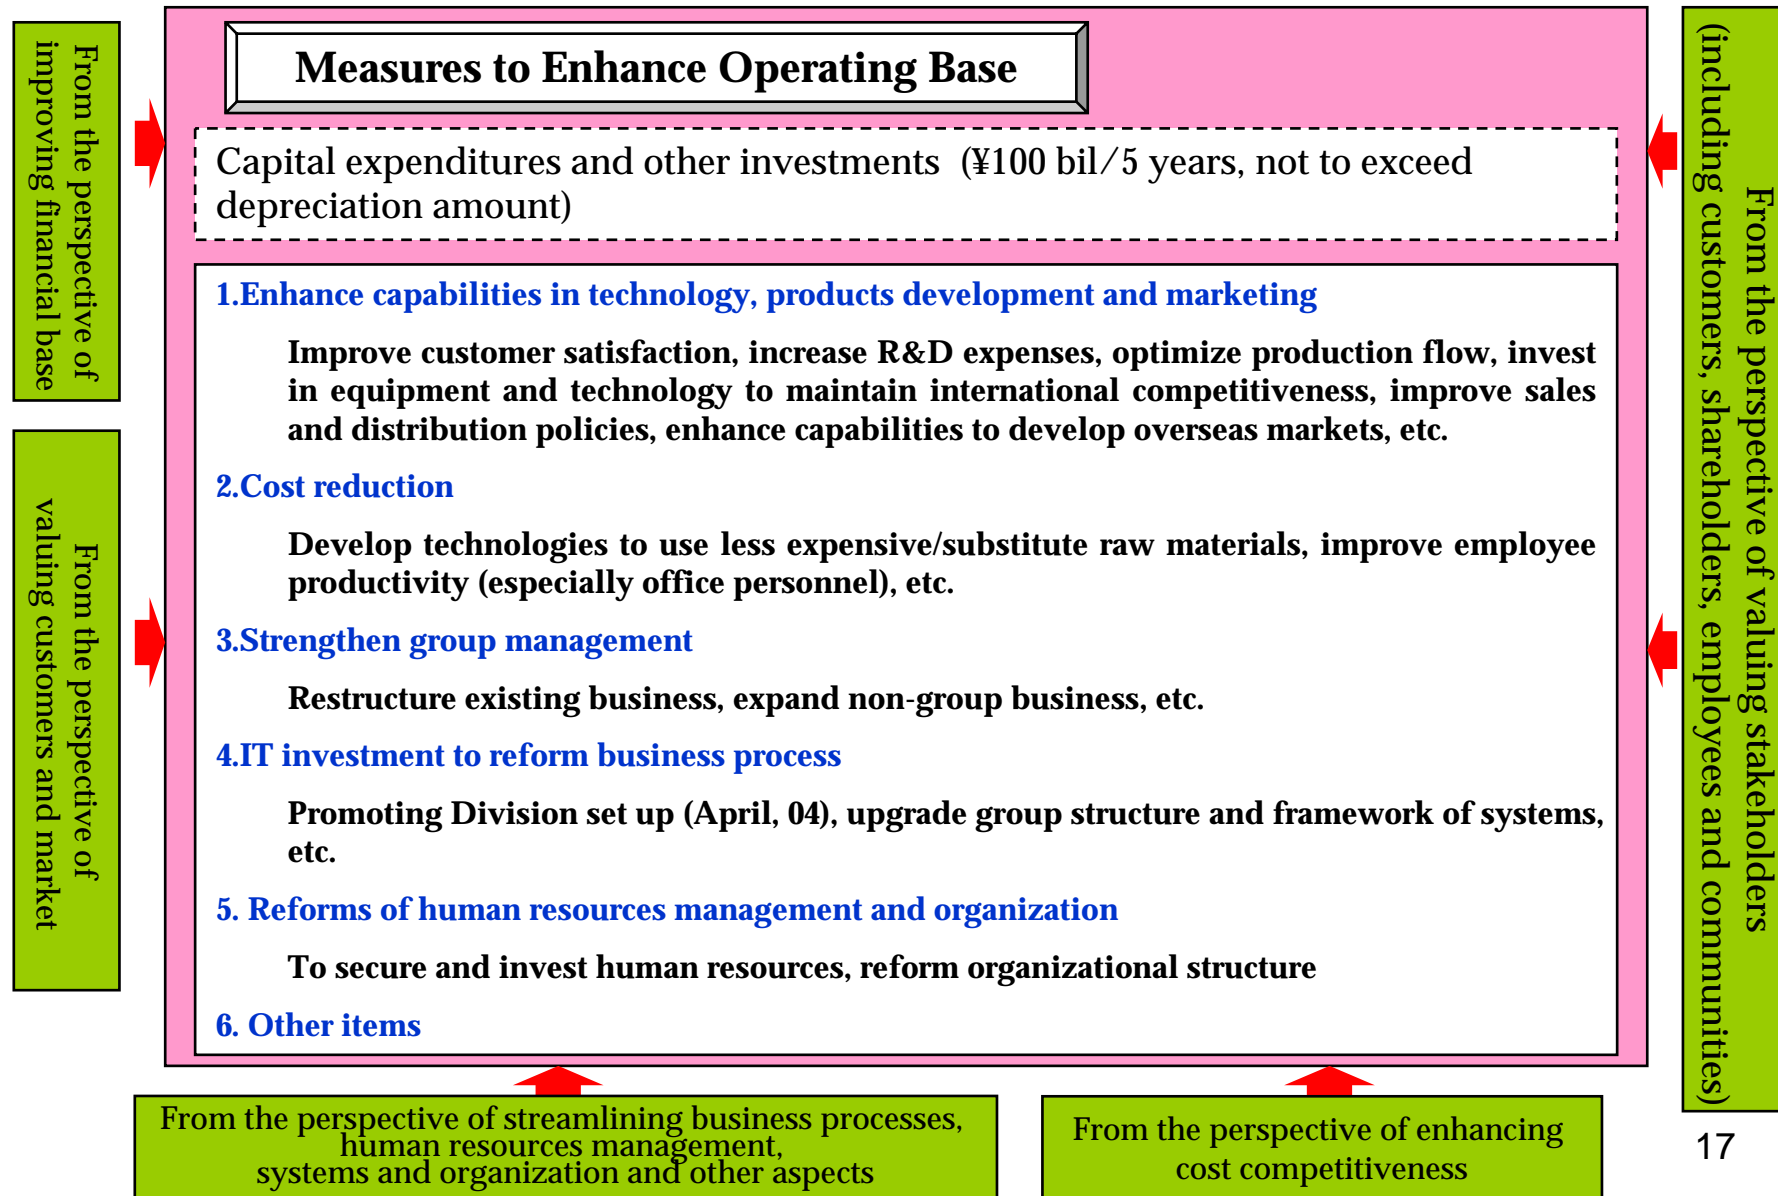 Measures to Enhance Operating Base
From the perspective of
improving financial base
From the perspective of
valuing customers and market
Capital expenditures and other investments (¥100 bil/5 years, not to exceed
depreciation amount)
1.Enhance capabilities in technology, products development and marketing
Improve customer satisfaction, increase R&D expenses, optimize production flow, invest
in equipment and technology to maintain international competitiveness, improve sales
and distribution policies, enhance capabilities to develop overseas markets, etc.
2.Cost reduction
Develop technologies to use less expensive/substitute raw materials, improve employee
productivity (especially office personnel), etc.
3.Strengthen group management
Restructure existing business, expand non-group business, etc.
4.IT investment to reform business process
Promoting Division set up (April, 04), upgrade group structure and framework of systems,
etc.
5. Reforms of human resources management and organization
To secure and invest human resources, reform organizational structure
6. Other items
From the perspective of valuing stakeholders
(including customers, shareholders, employees and communities)
From the perspective of streamlining business processes,
human resources management,
systems and organization and other aspects
From the perspective of enhancing
cost competitiveness
17